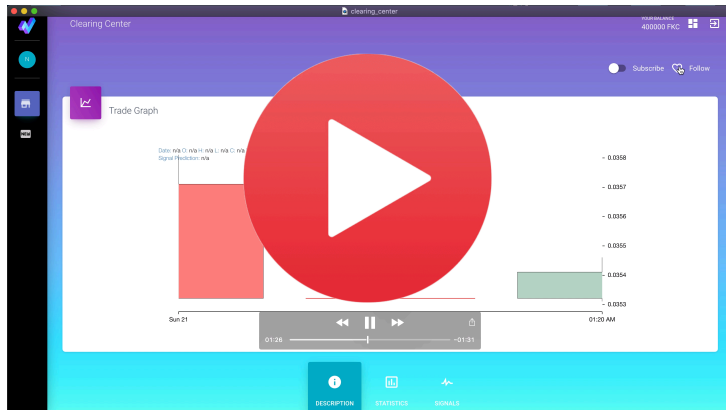 clearing_center
Clearing Center
YOUR BALANCE
400000 FKC
N
Subscribe
Follow
Trade Graph
NEW
Date: n/a O: n/a H: n/a L: n/a C: n/a
Signal Prediction: n/a
0.0358
0.0357
0.0356
0.0355
0.0354
0.0353
Sun 21
01:20 AM
01:26
-01:31
DESCRIPTION
STATISTICS
SIGNALS